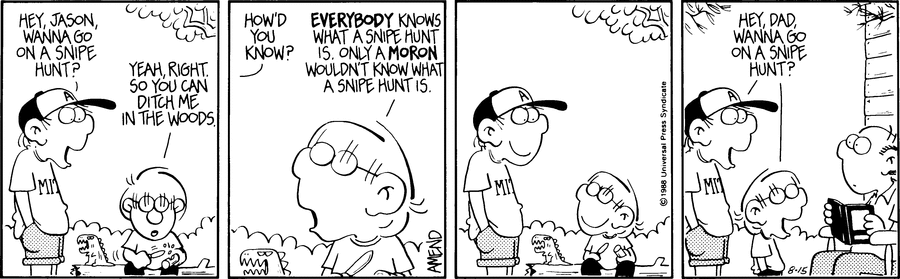 HEY, JASON,
WANNA GO
ON A SNIPE
HUNT?
YEAH, RIGHT.
SO YOU CAN
DITCH ME
IN THE WOODS.
A
MIT
HOW'D
YOU
KNOW?
EVERYBODY KNOWS
WHAT A SNIPE HUNT
IS. ONLY A MORON
WOULDN'T KNOW WHAT
A SNIPE HUNT IS.
AMEND
A
MIT
© 1988 Universal Press Syndicate
HEY, DAD,
WANNA GO
ON A SNIPE
HUNT?
A
MIT
8-15